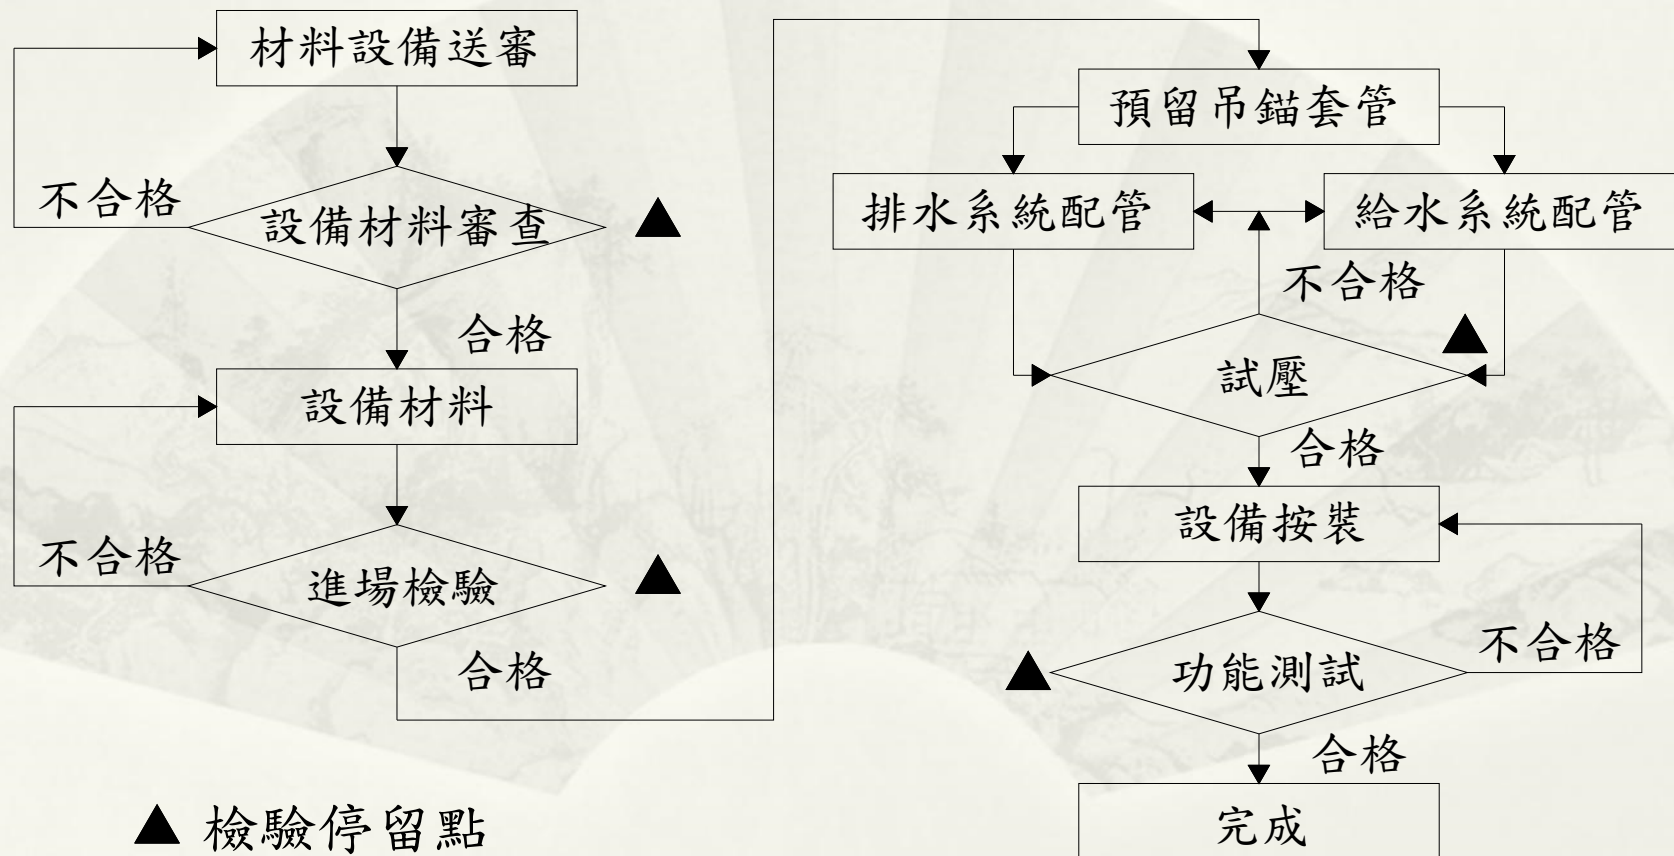 材料設備送審
不合格
設備材料審查
▲
合格
設備材料
不合格
進場檢驗
▲
合格
▲ 檢驗停留點
預留吊錨套管
排水系統配管
給水系統配管
不合格
▲
試壓
合格
設備按裝
▲
功能測試
不合格
合格
完成